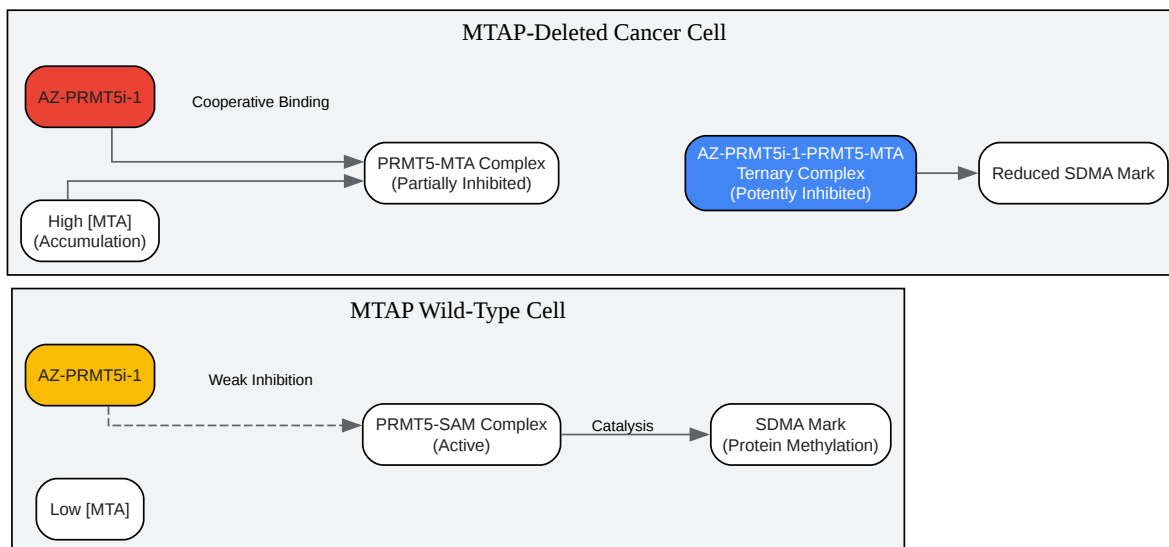 MTAP-Deleted Cancer Cell
AZ-PRMT5i-1
Cooperative Binding
High [MTA]
(Accumulation)
PRMT5-MTA Complex
(Partially Inhibited)
AZ-PRMT5i-1-PRMT5-MTA
Ternary Complex
(Potently Inhibited)
Reduced SDMA Mark
MTAP Wild-Type Cell
AZ-PRMT5i-1
Weak Inhibition
PRMT5-SAM Complex
(Active)
Catalysis
SDMA Mark
(Protein Methylation)
Low [MTA]